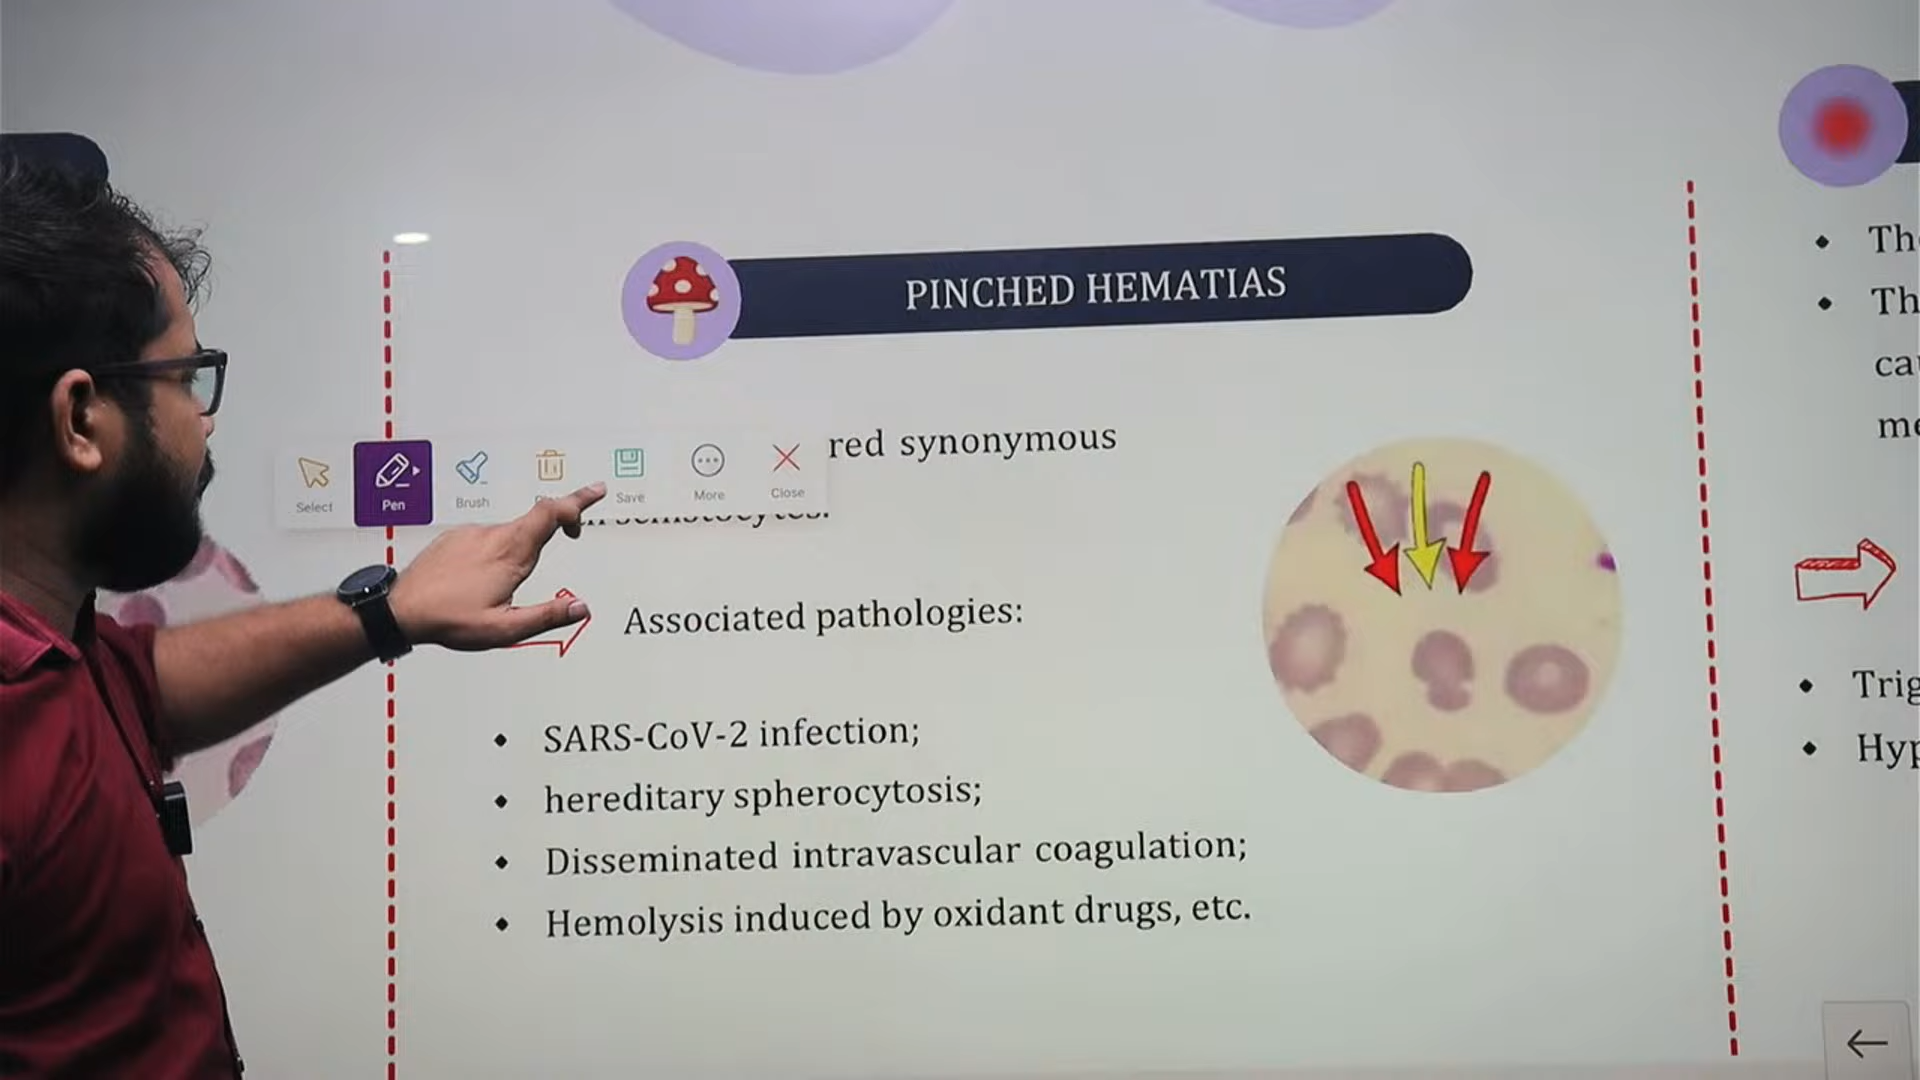 PINCHED HEMATIAS
red synonymous
Select
Pen
Brush
Save
More
Close
Associated pathologies:
• SARS-CoV-2 infection;
• hereditary spherocytosis;
• Disseminated intravascular coagulation;
• Hemolysis induced by oxidant drugs, etc.
• Th
• Th
ca
me
• Trig
• Hyp